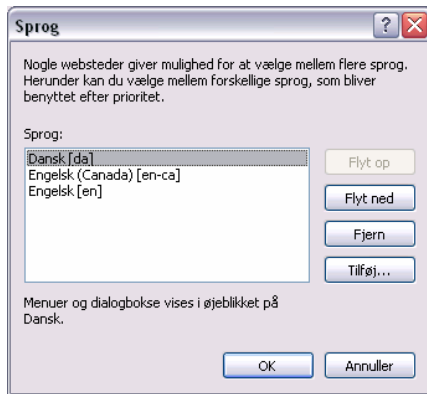 Sprog
Nogle websteder giver mulighed for at vælge mellem flere sprog.
Herunder kan du vælge mellem forskellige sprog, som bliver
benyttet efter prioritet.
Sprog:
Dansk [da]
Engelsk (Canada) [en-ca]
Engelsk [en]
Flyt op
Flyt ned
Fjern
Tilføj...
Menuer og dialogbokse vises i øjeblikket på
Dansk.
OK
Annuller